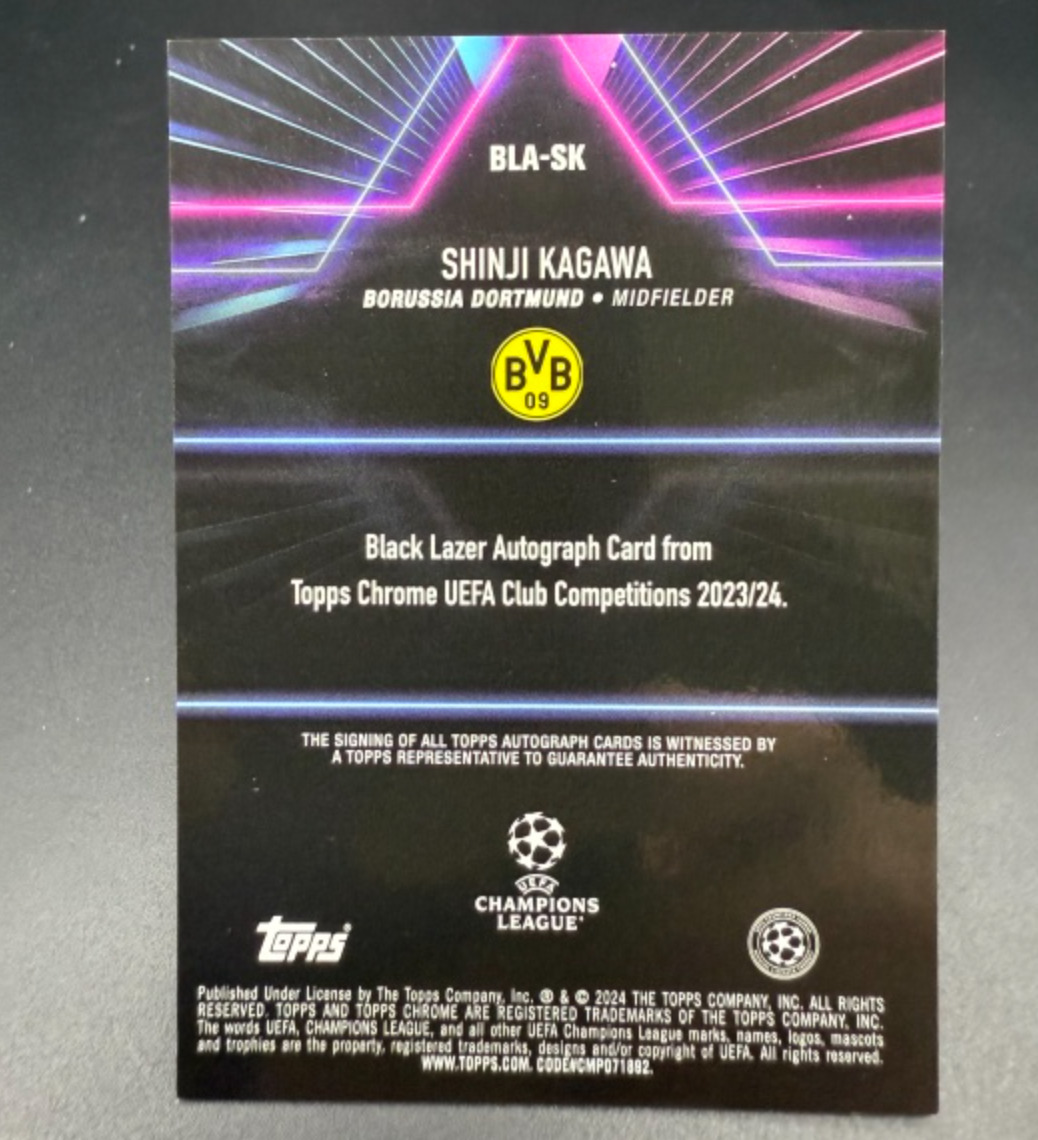 BLA-SK
SHINJI KAGAWA
BORUSSIA DORTMUND • MIDFIELDER
BVB
09
Black Lazer Autograph Card from
Topps Chrome UEFA Club Competitions 2023/24.
THE SIGNING OF ALL TOPPS AUTOGRAPH CARDS IS WITNESSED BY
A TOPPS REPRESENTATIVE TO GUARANTEE AUTHENTICITY.
UEFA
CHAMPIONS
LEAGUE®
Topps®
Published Under License by The Topps Company, Inc. ® & © 2024 THE TOPPS COMPANY, INC. ALL RIGHTS
RESERVED. TOPPS AND TOPPS CHROME ARE REGISTERED TRADEMARKS OF THE TOPPS COMPANY, INC.
The words UEFA, CHAMPIONS LEAGUE, and all other UEFA Champions League marks, names, logos, mascots
and trophies are the property, registered trademarks, designs and/or copyright of UEFA. All rights reserved.
WWW.TOPPS.COM. CODE#CMP071892.